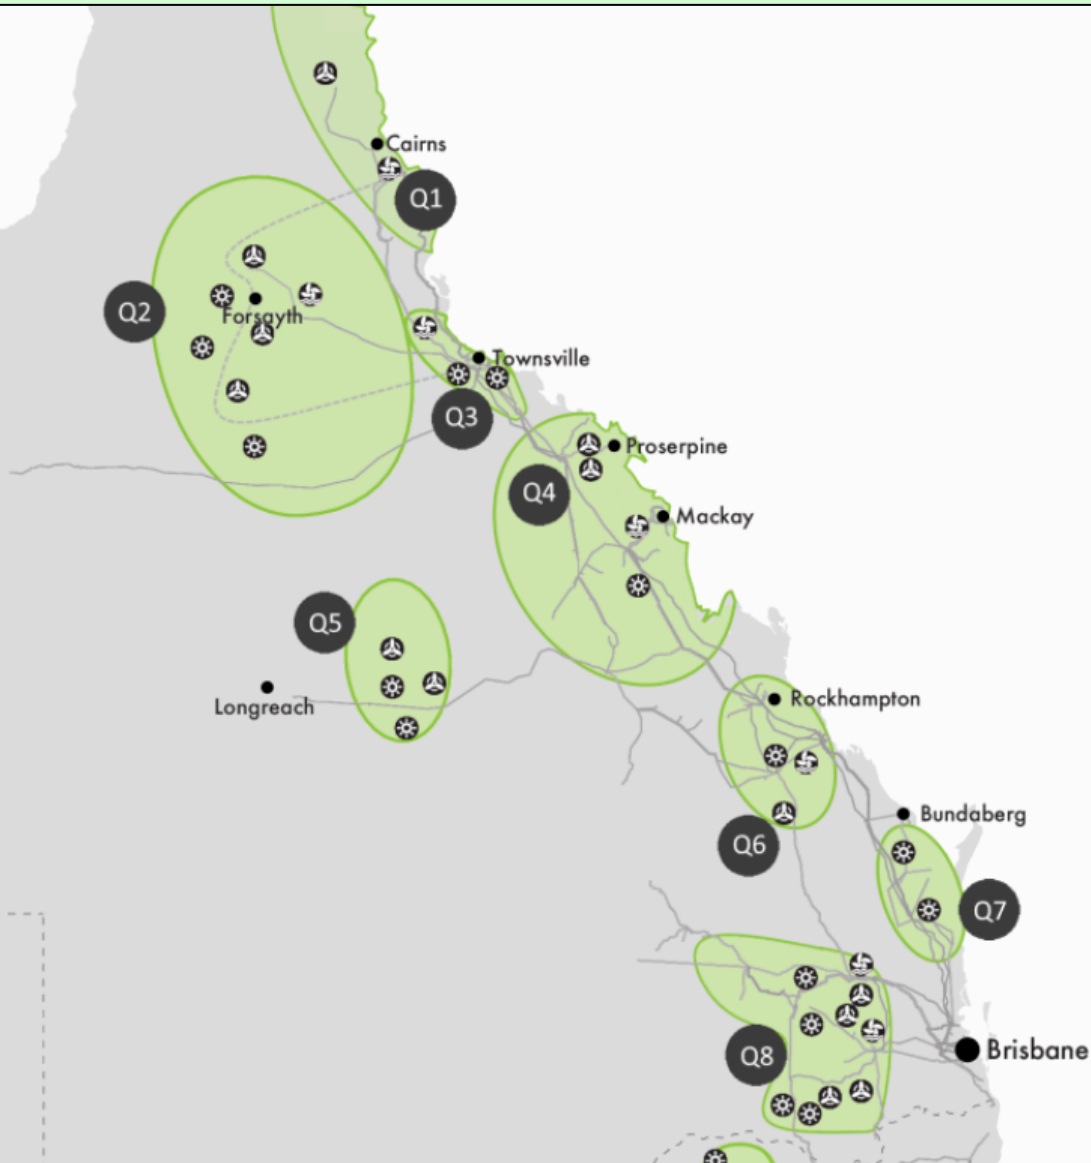 Cairns
Q1
Q2
Forsayth
Townsville
Q3
Proserpine
Q4
Mackay
Q5
Longreach
Rockhampton
Q6
Bundaberg
Q7
Q8
Brisbane